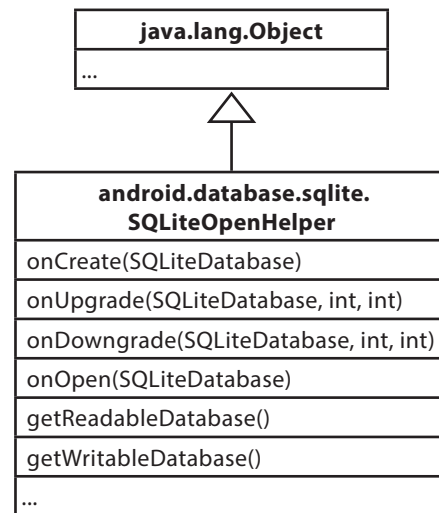 java.lang.Object
...
android.database.sqlite.
SQLiteOpenHelper
onCreate(SQLiteDatabase)
onUpgrade(SQLiteDatabase, int, int)
onDowngrade(SQLiteDatabase, int, int)
onOpen(SQLiteDatabase)
getReadableDatabase()
getWritableDatabase()
...